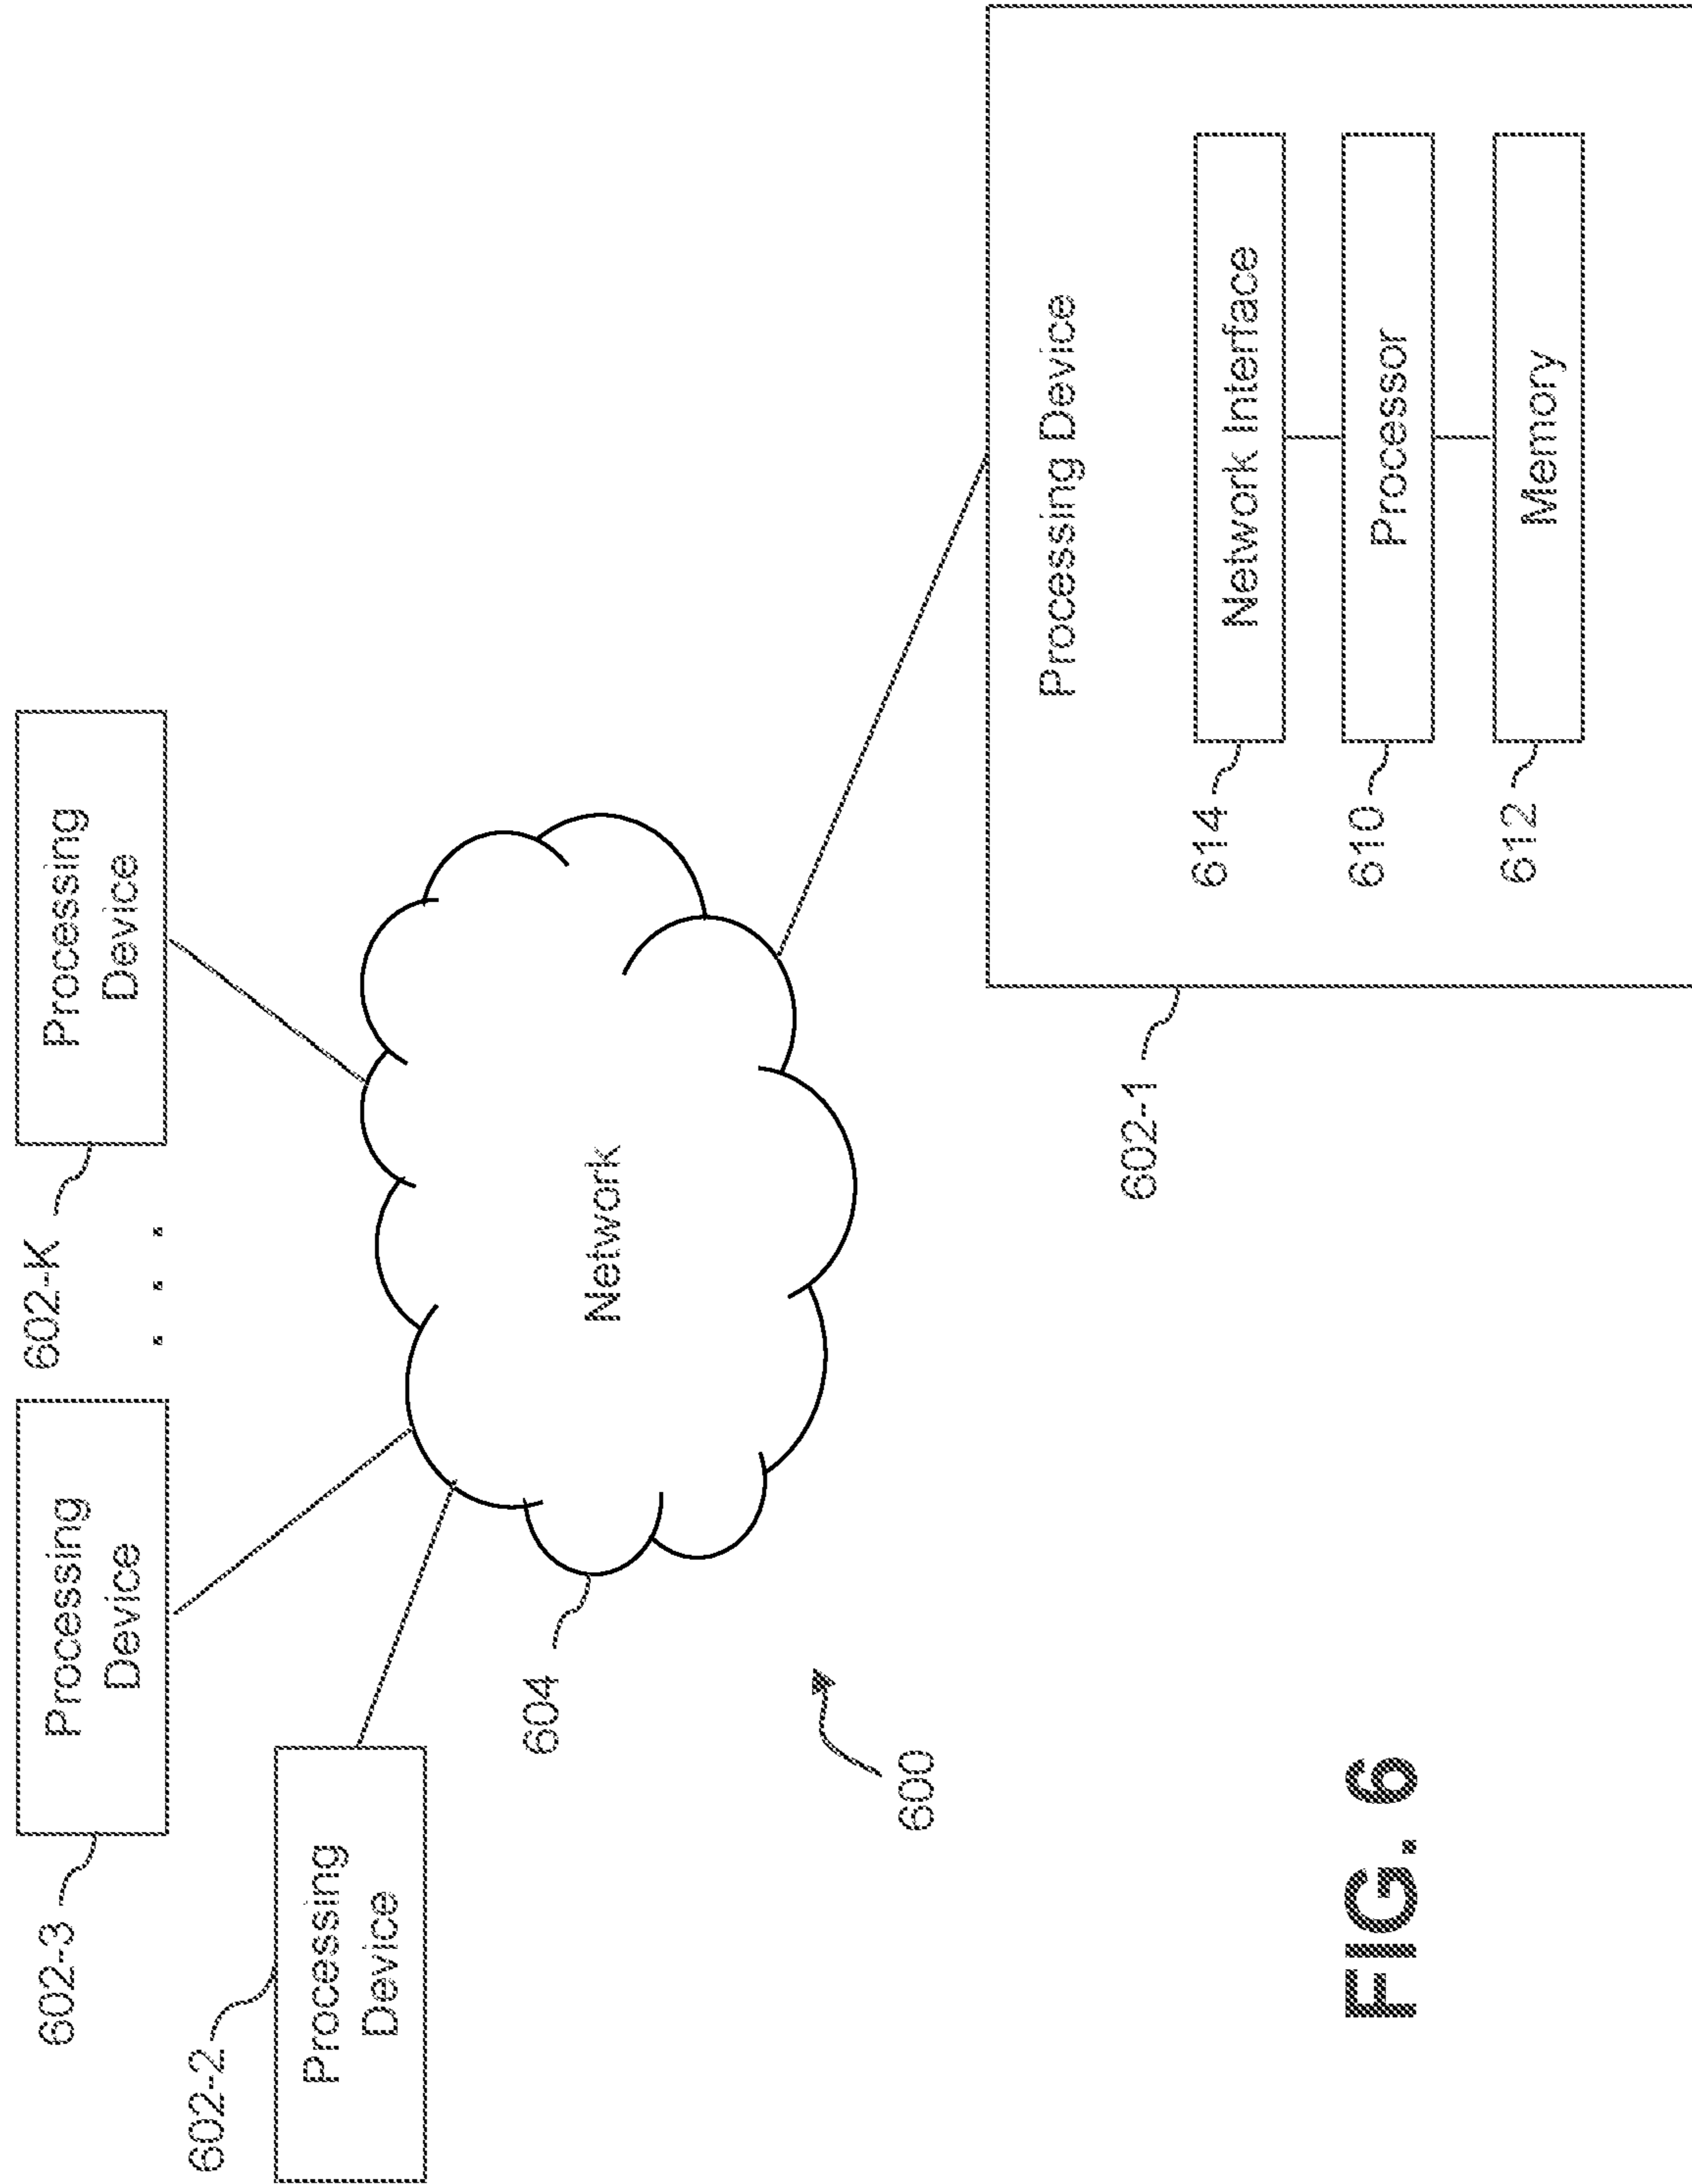 602-2
Processing
Device
602-3
Processing
Device
. . .
602-K
Processing
Device
604
Network
600
602-1
Processing Device
614
Network Interface
610
Processor
612
Memory
FIG. 6